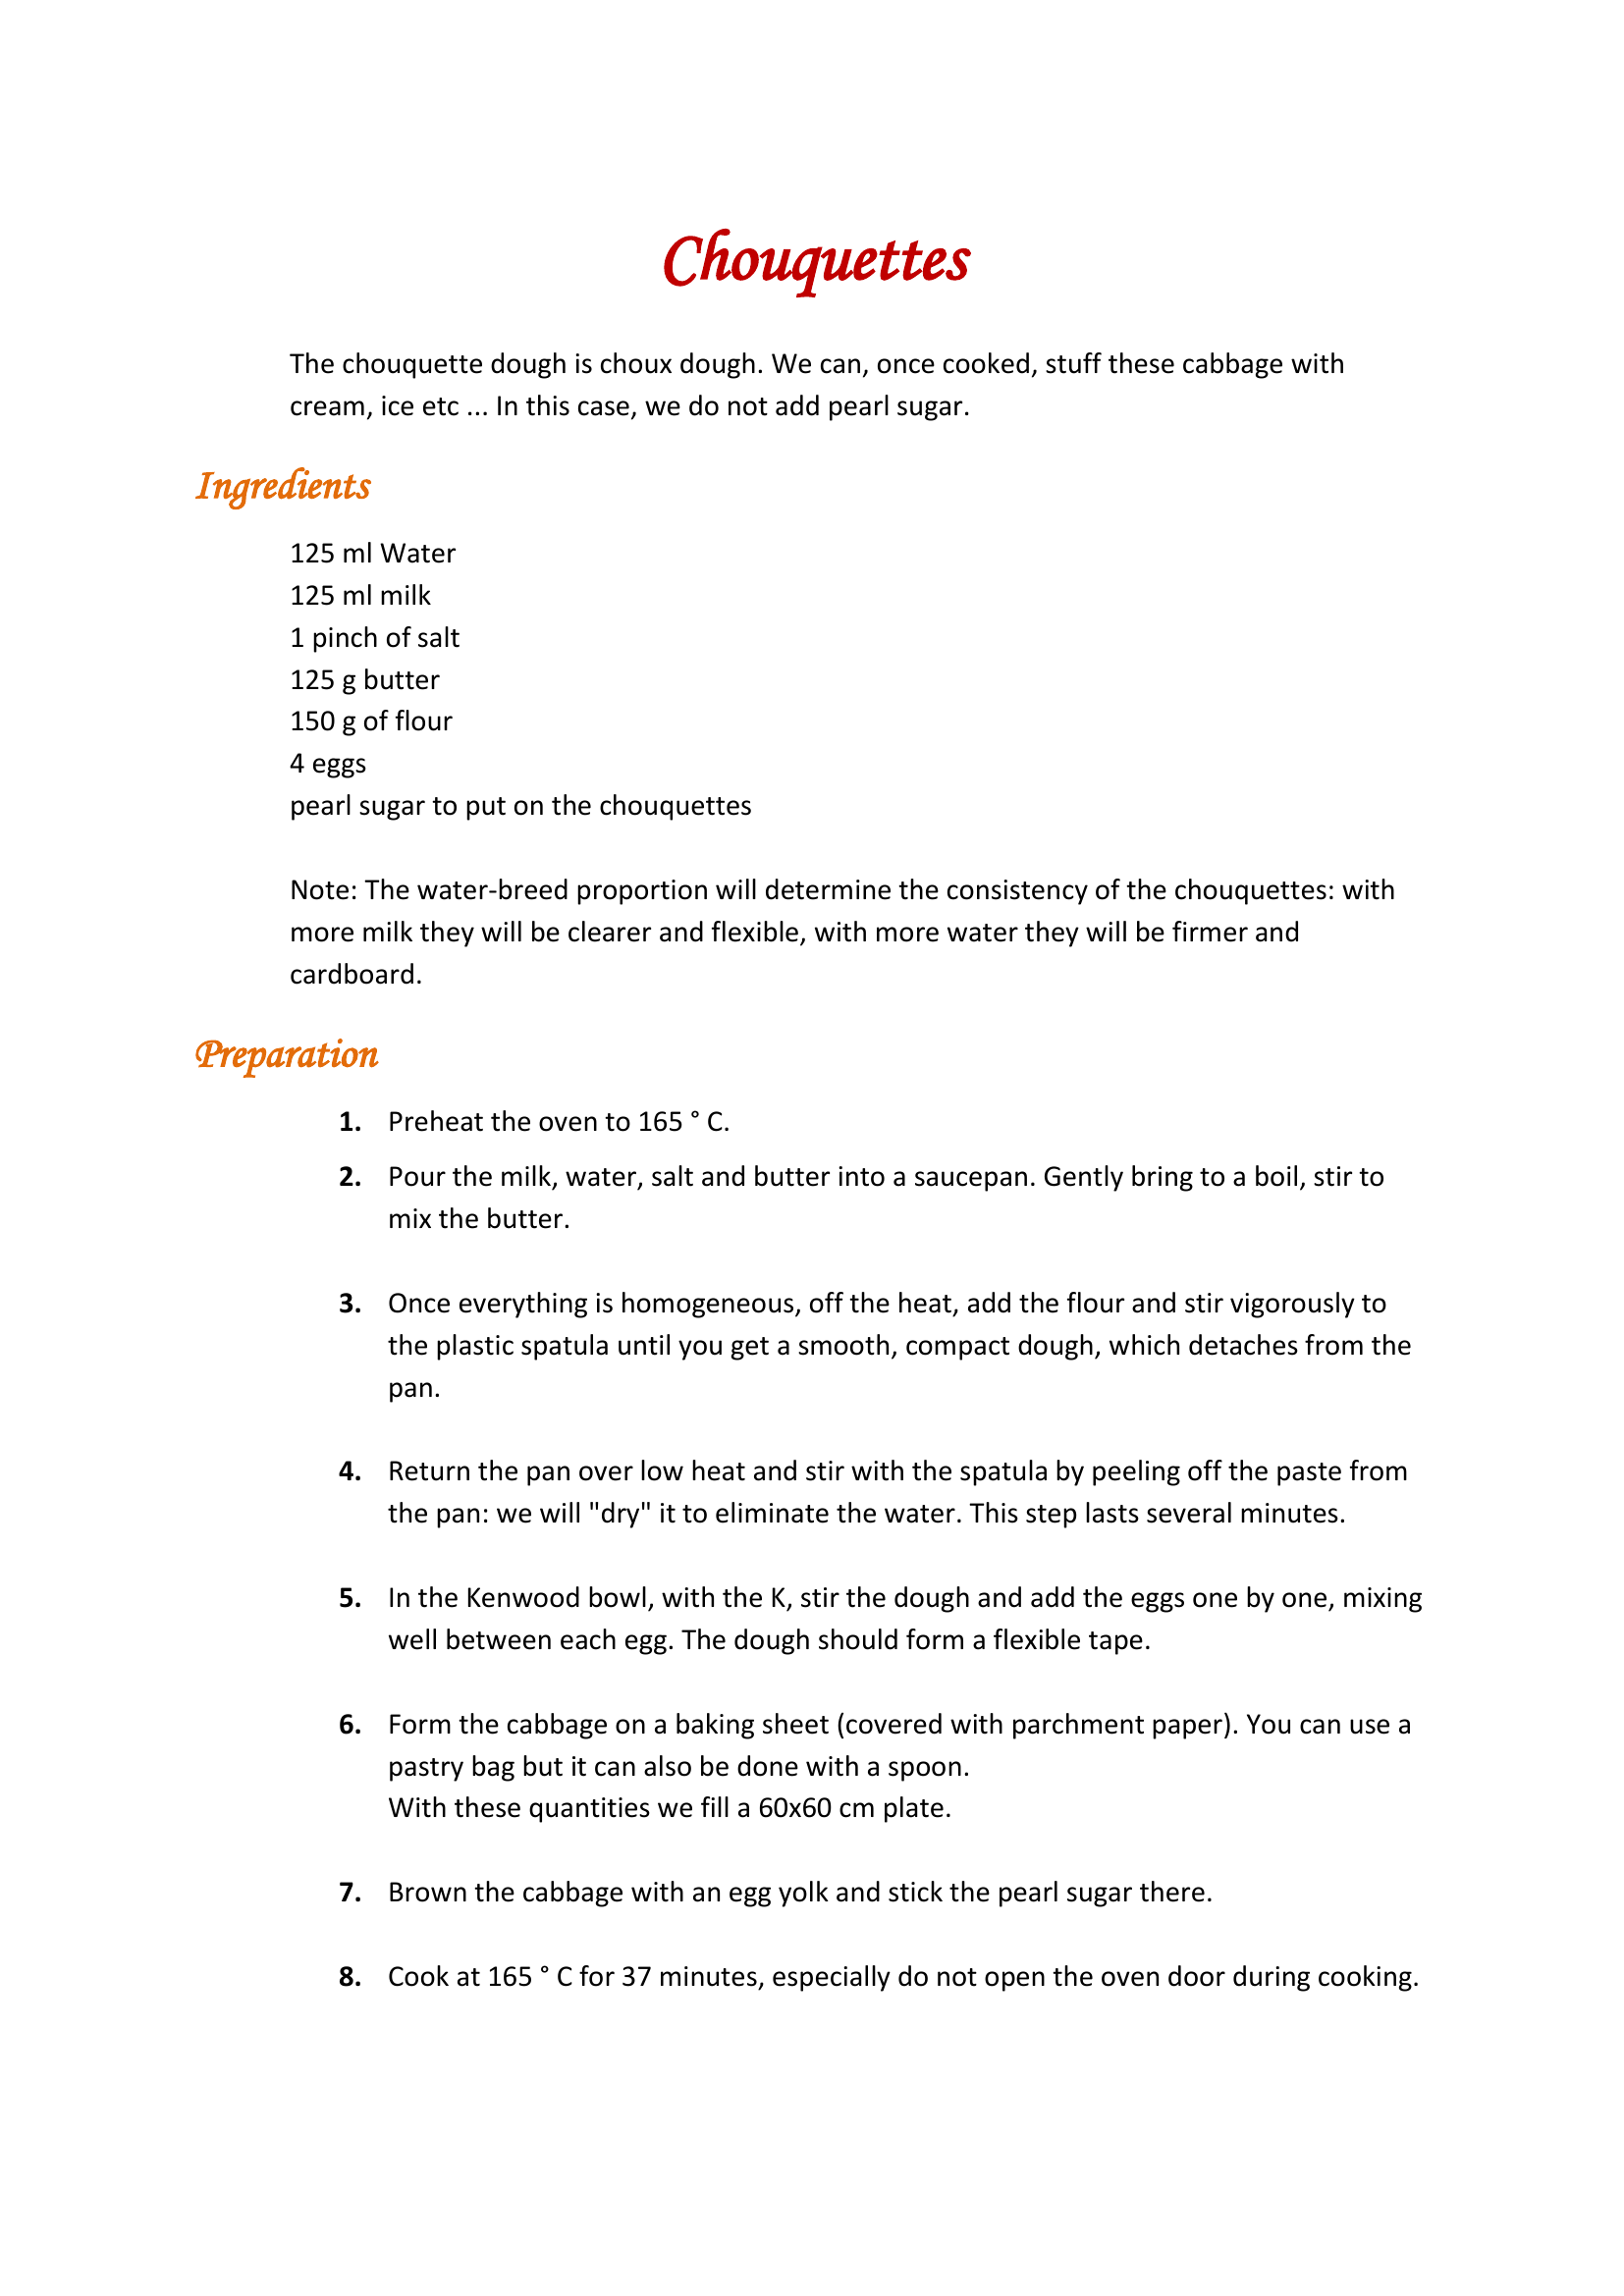 Chouquettes
The chouquette dough is choux dough. We can, once cooked, stuff these cabbage with
cream, ice etc ... In this case, we do not add pearl sugar.
Ingredients
125 ml Water
125 ml milk
1 pinch of salt
125 g butter
150 g of flour
4 eggs
pearl sugar to put on the chouquettes
Note: The water-breed proportion will determine the consistency of the chouquettes: with
more milk they will be clearer and flexible, with more water they will be firmer and
cardboard.
Preparation
1. Preheat the oven to 165 ° C.
2. Pour the milk, water, salt and butter into a saucepan. Gently bring to a boil, stir to
mix the butter.
3. Once everything is homogeneous, off the heat, add the flour and stir vigorously to
the plastic spatula until you get a smooth, compact dough, which detaches from the
pan.
4. Return the pan over low heat and stir with the spatula by peeling off the paste from
the pan: we will "dry" it to eliminate the water. This step lasts several minutes.
5. In the Kenwood bowl, with the K, stir the dough and add the eggs one by one, mixing
well between each egg. The dough should form a flexible tape.
6. Form the cabbage on a baking sheet (covered with parchment paper). You can use a
pastry bag but it can also be done with a spoon.
With these quantities we fill a 60x60 cm plate.
7. Brown the cabbage with an egg yolk and stick the pearl sugar there.
8. Cook at 165 ° C for 37 minutes, especially do not open the oven door during cooking.